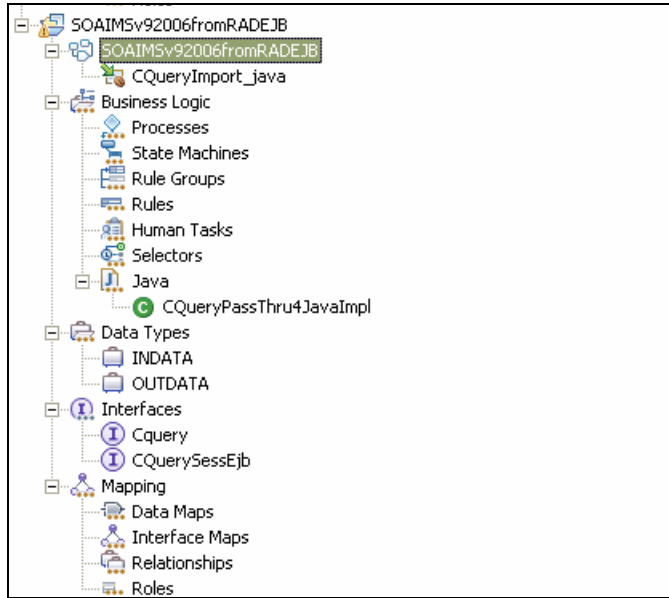 SOAIMSv92006fromRADEJB
SOAIMSv92006fromRADEJB
CQueryImport_java
Business Logic
Processes
State Machines
Rule Groups
Rules
Human Tasks
Selectors
Java
CQueryPassThru4JavaImpl
Data Types
INDATA
OUTDATA
Interfaces
Cquery
CQuerySessEjb
Mapping
Data Maps
Interface Maps
Relationships
Roles